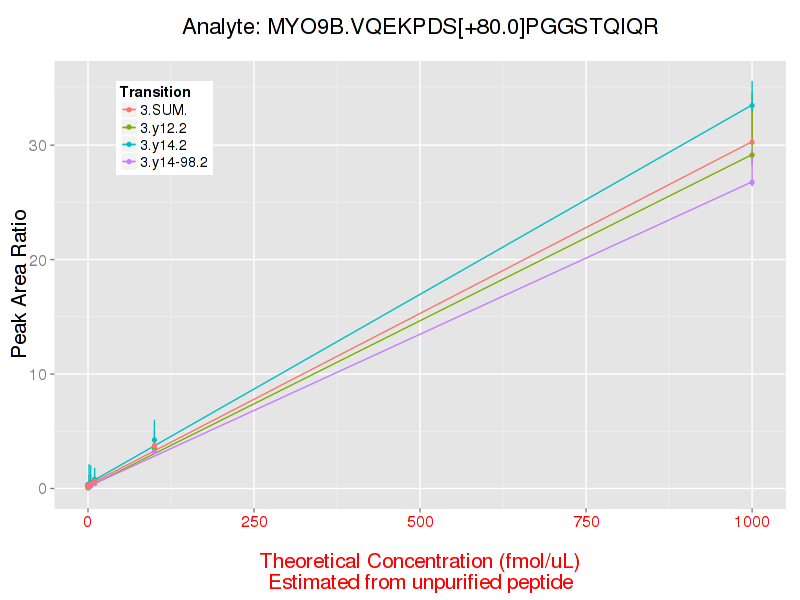 Analyte: MYO9B.VQEKPDS[+80.0]PGGSTQIQR
Transition
3.SUM.
3.y12.2
3.y14.2
3.y14-98.2
Peak Area Ratio
30
20
10
0
0 250 500 750 1000
Theoretical Concentration (fmol/uL)
Estimated from unpurified peptide